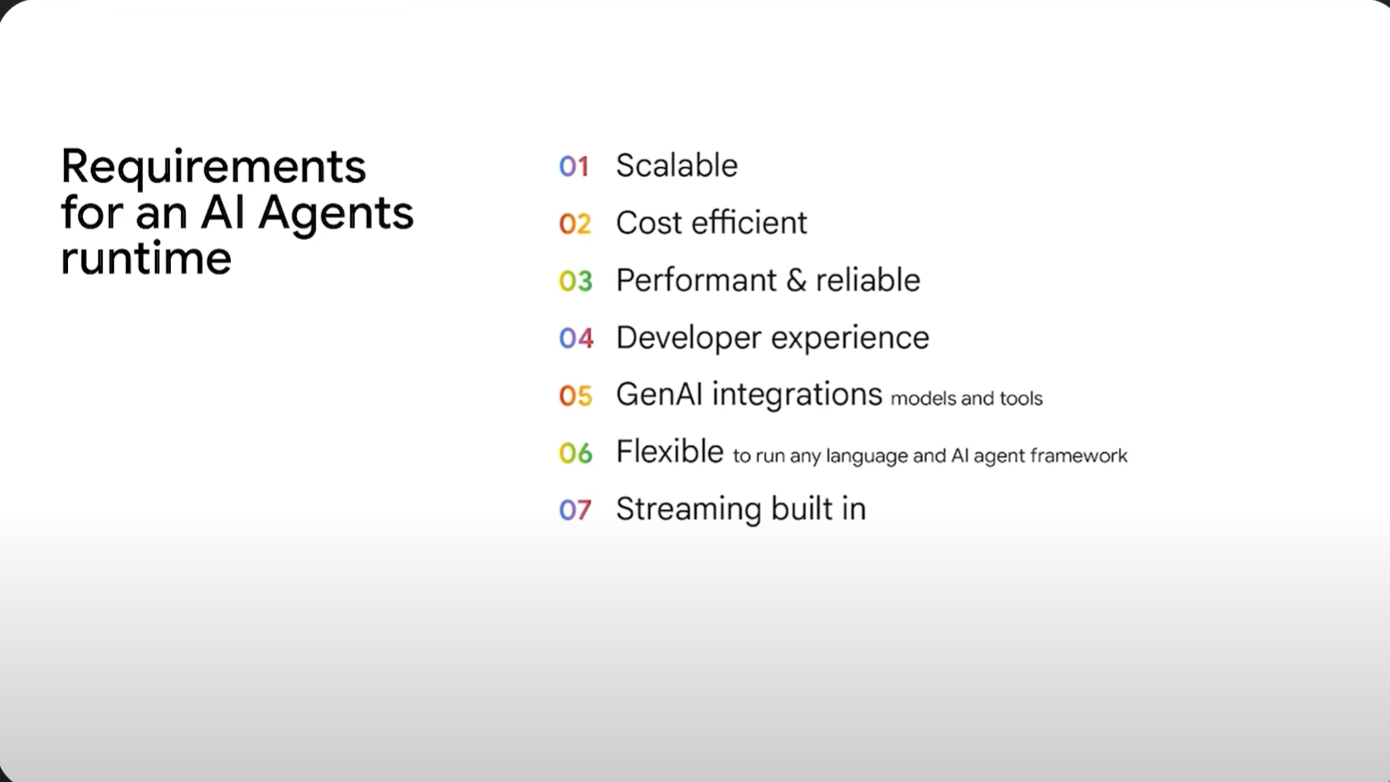 Requirements
for an AI Agents
runtime
01 Scalable
02 Cost efficient
03 Performant & reliable
04 Developer experience
05 GenAI integrations models and tools
06 Flexible to run any language and AI agent framework
07 Streaming built in